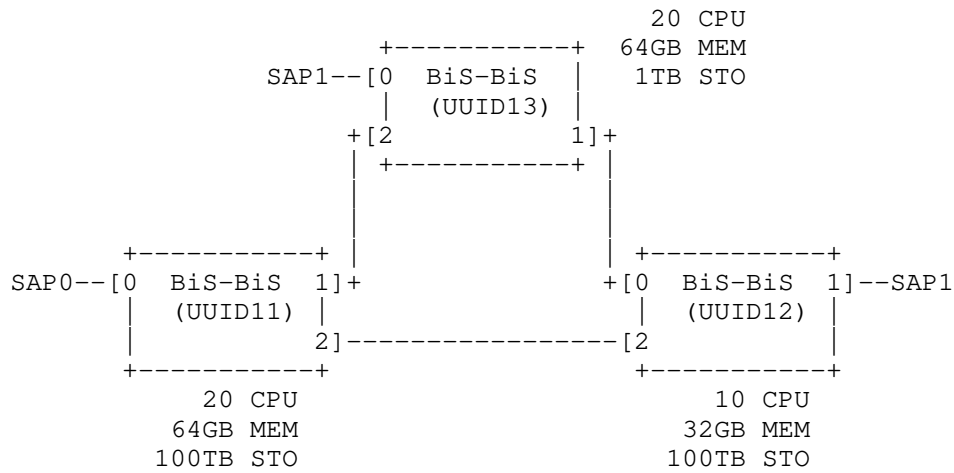 20 CPU
+-----------+ 64GB MEM
SAP1--[0 BiS-BiS | 1TB STO
| (UUID13) |
+[2 1]+
| +-----------+ |
| |
| |
| |
+-----------+ | | +-----------+
SAP0--[0 BiS-BiS 1]+ +[0 BiS-BiS 1]--SAP1
| (UUID11) | | (UUID12) |
| 2]-----------------[2 |
+-----------+ +-----------+
20 CPU 10 CPU
64GB MEM 32GB MEM
100TB STO 100TB STO